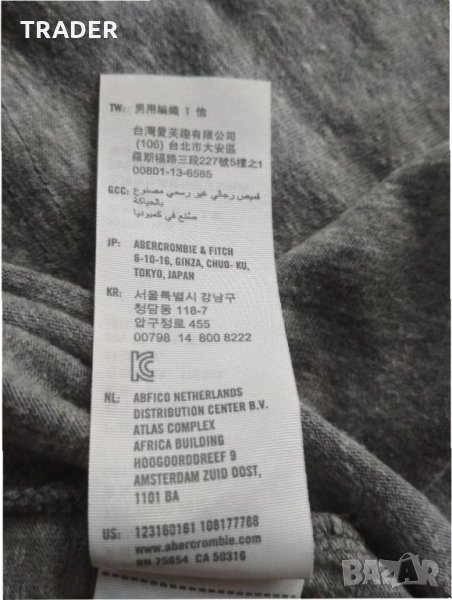 TRADER
TW: 男用編織 T 恤
台灣愛芙趣有限公司
(106) 台北市大安區
羅斯福路三段227號5樓之1
00801-13-6585
GCC: قميص رجالي غير رسمي مصنوع
بالحياكة
صنع في كمبوديا
JP: ABERCROMBIE & FITCH
6-10-16, GINZA, CHUO- KU,
TOKYO, JAPAN
KR: 서울특별시 강남구
청담동 118-7
압구정로 455
00798 14 800 8222
NL: ABFICO NETHERLANDS
DISTRIBUTION CENTER B.V.
ATLAS COMPLEX
AFRICA BUILDING
HOOGOORDDREEF 9
AMSTERDAM ZUID OOST,
1101 BA
US: 123160161 106177788
www.abercrombie.com
RN 75654 CA 50316
BAZAR